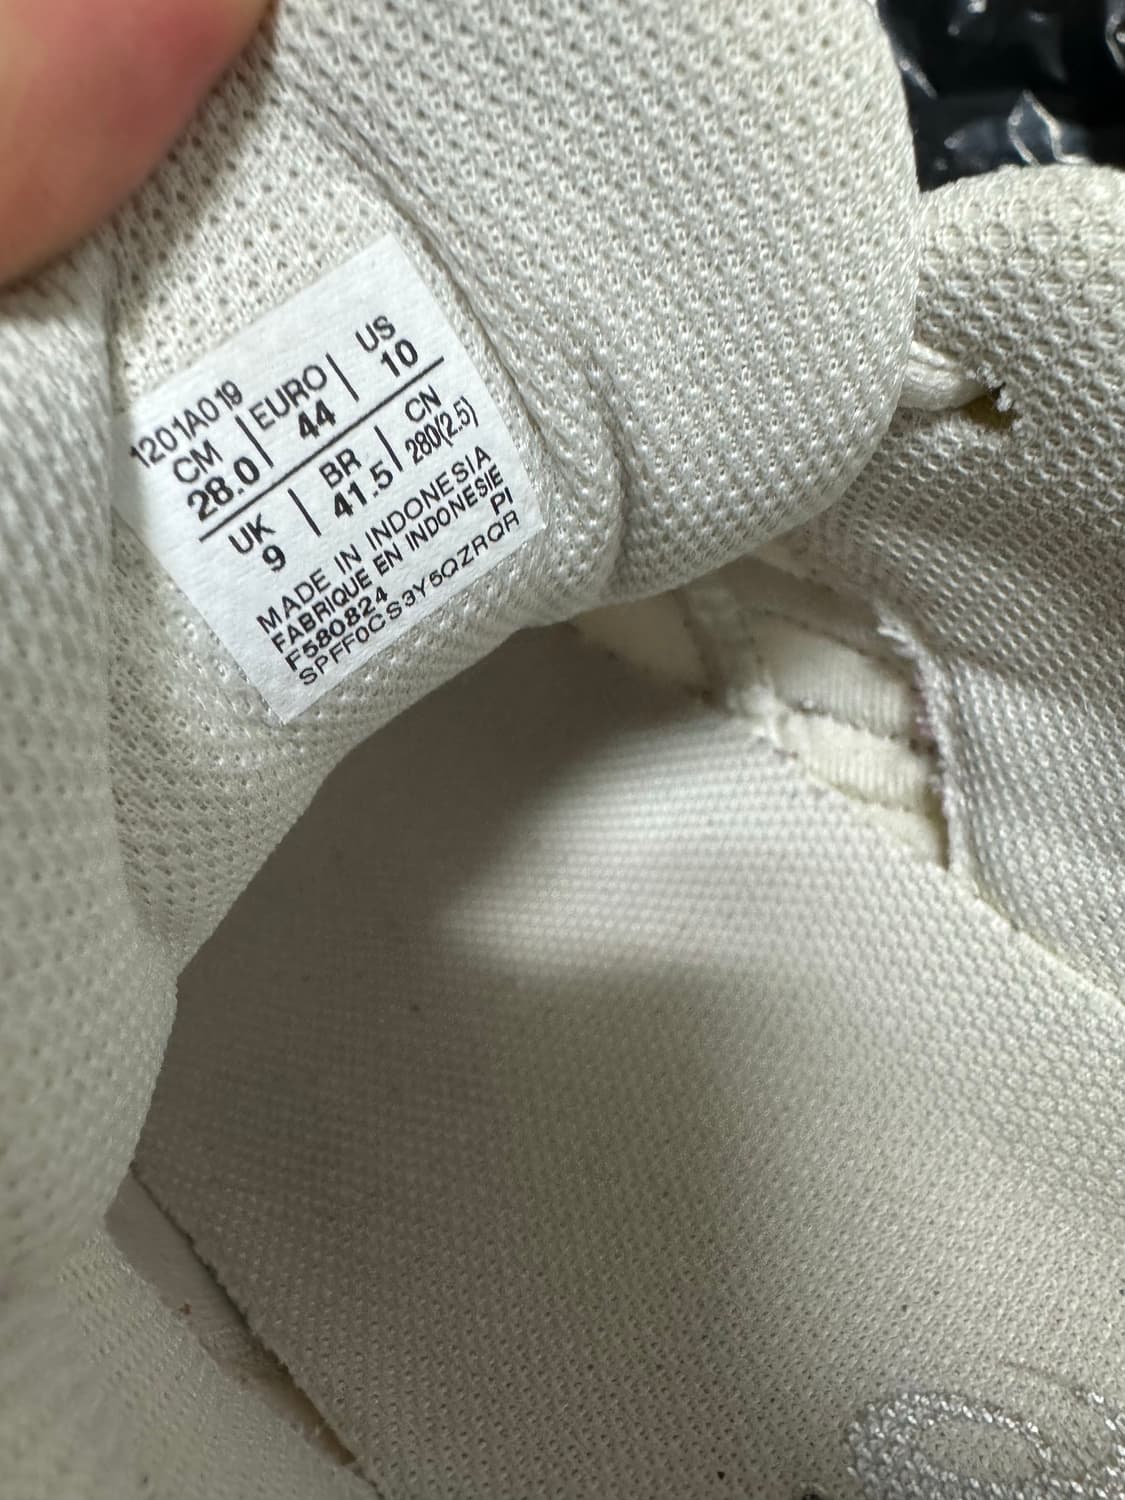 1201A019
CM | EURO | US
28.0 | 44 | 10
UK | BR | CN
9 | 41.5 | 280(2.5)
MADE IN INDONESIA
FABRIQUE EN INDONESIE
F580824 PI
SPFF0CS3Y5QZRQR